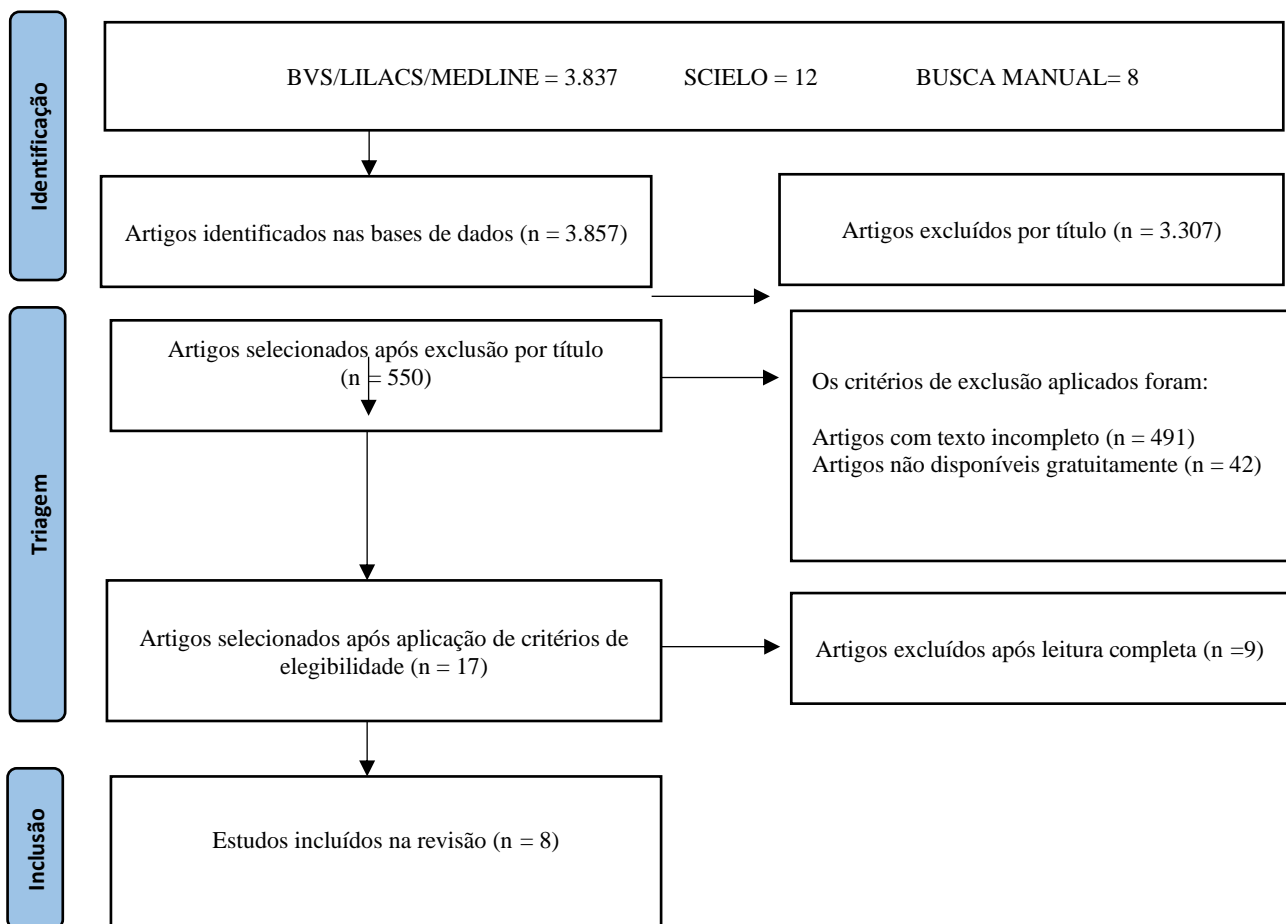 Identificação
BVS/LILACS/MEDLINE = 3.837 SCIELO = 12 BUSCA MANUAL= 8
Artigos identificados nas bases de dados (n = 3.857)
Artigos excluídos por título (n = 3.307)
Triagem
Artigos selecionados após exclusão por título
(n = 550)
Os critérios de exclusão aplicados foram:
Artigos com texto incompleto (n = 491)
Artigos não disponíveis gratuitamente (n = 42)
Artigos selecionados após aplicação de critérios de
elegibilidade (n = 17)
Artigos excluídos após leitura completa (n =9)
Inclusão
Estudos incluídos na revisão (n = 8)